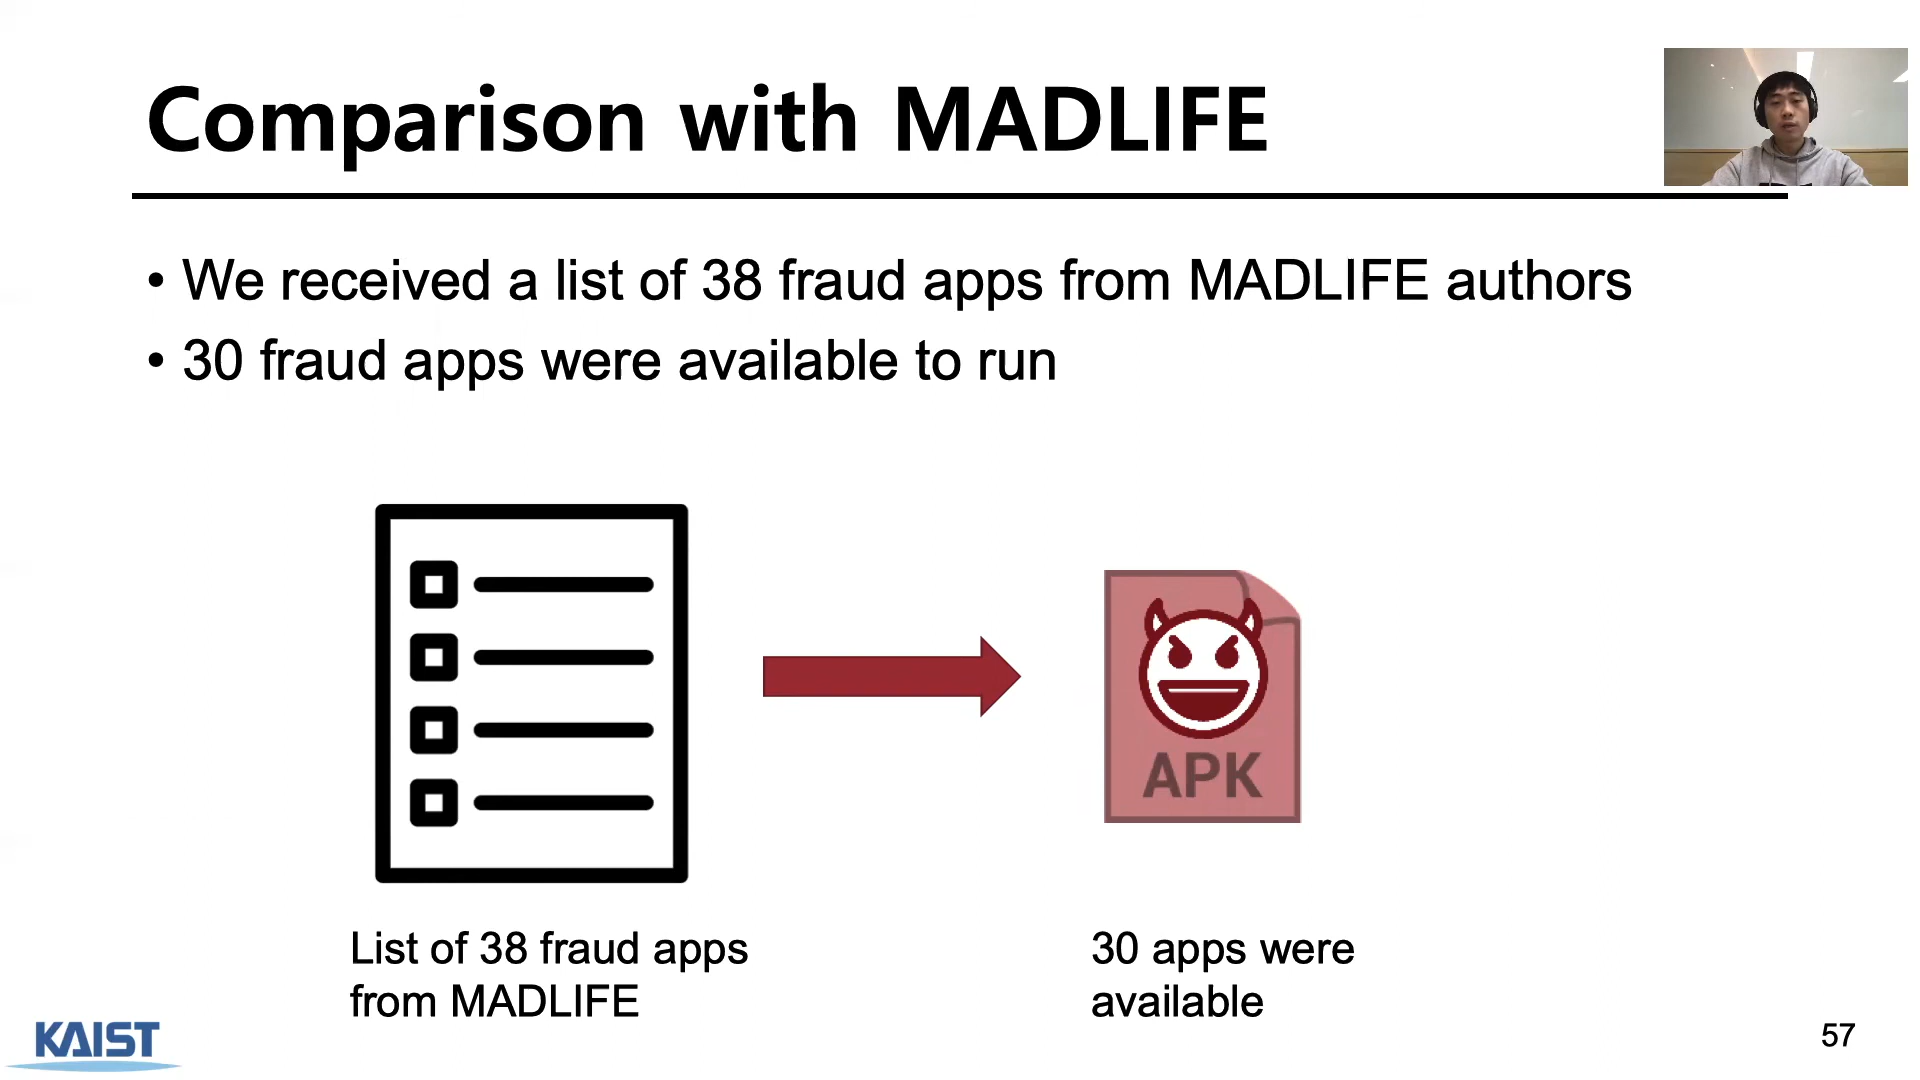 Comparison with MADLIFE
• We received a list of 38 fraud apps from MADLIFE authors
• 30 fraud apps were available to run
APK
List of 38 fraud apps
from MADLIFE
30 apps were
available
KAIST
57